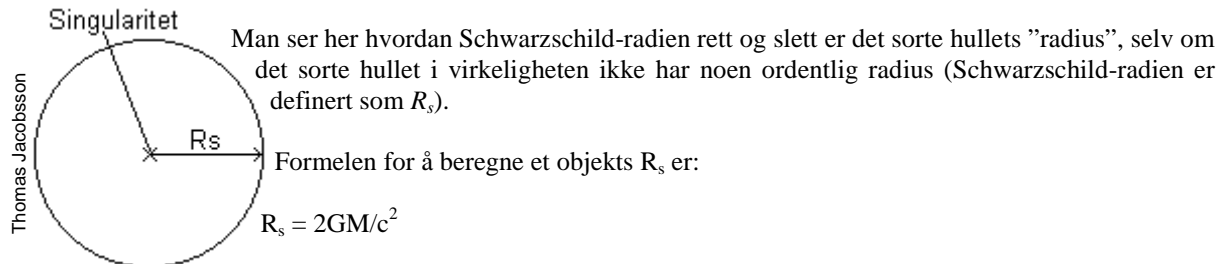 Singularitet
Man ser her hvordan Schwarzschild-radien rett og slett er det sorte hullets ”radius”, selv om
det sorte hullet i virkeligheten ikke har noen ordentlig radius (Schwarzschild-radien er
definert som Rₛ).
Rs
Thomas Jacobsson
Formelen for å beregne et objekts Rₛ er:
Rₛ = 2GM/c²